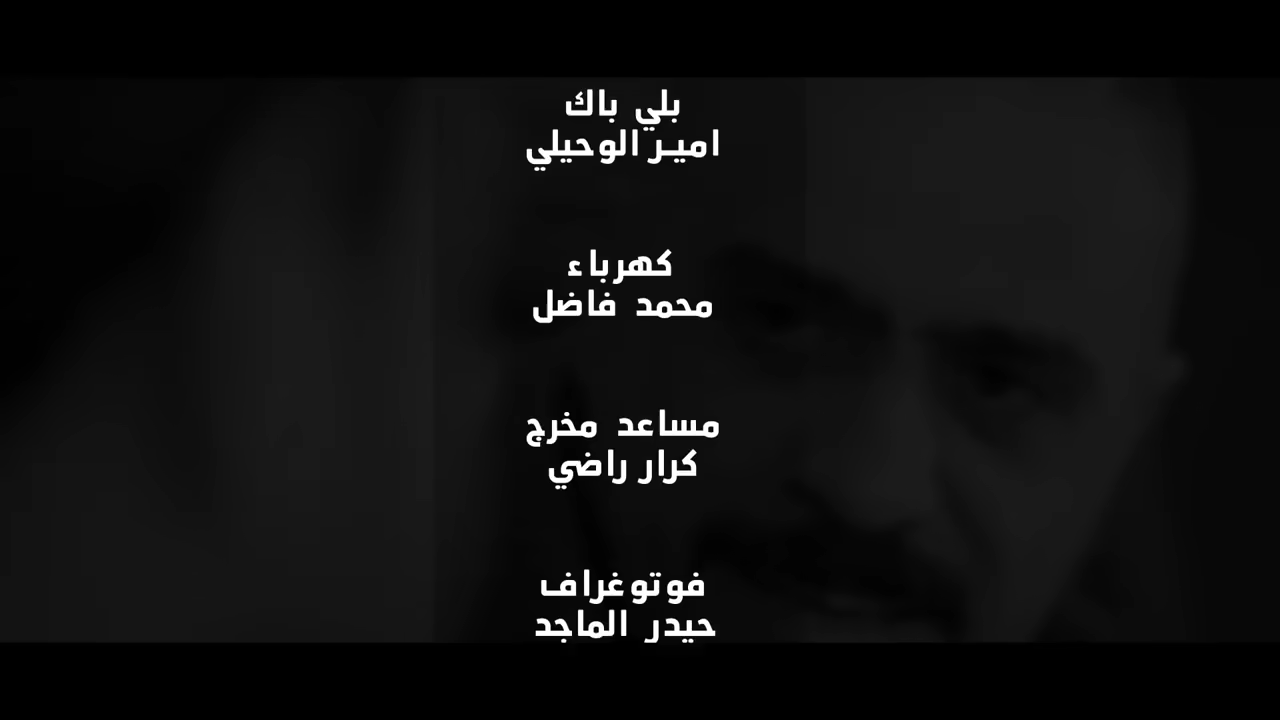 بلي باك
اميـر الوحيلي
كهرباء
محمد فاضل
مساعد مخرج
كرار راضي
فوتوغراف
حيدر الماجد